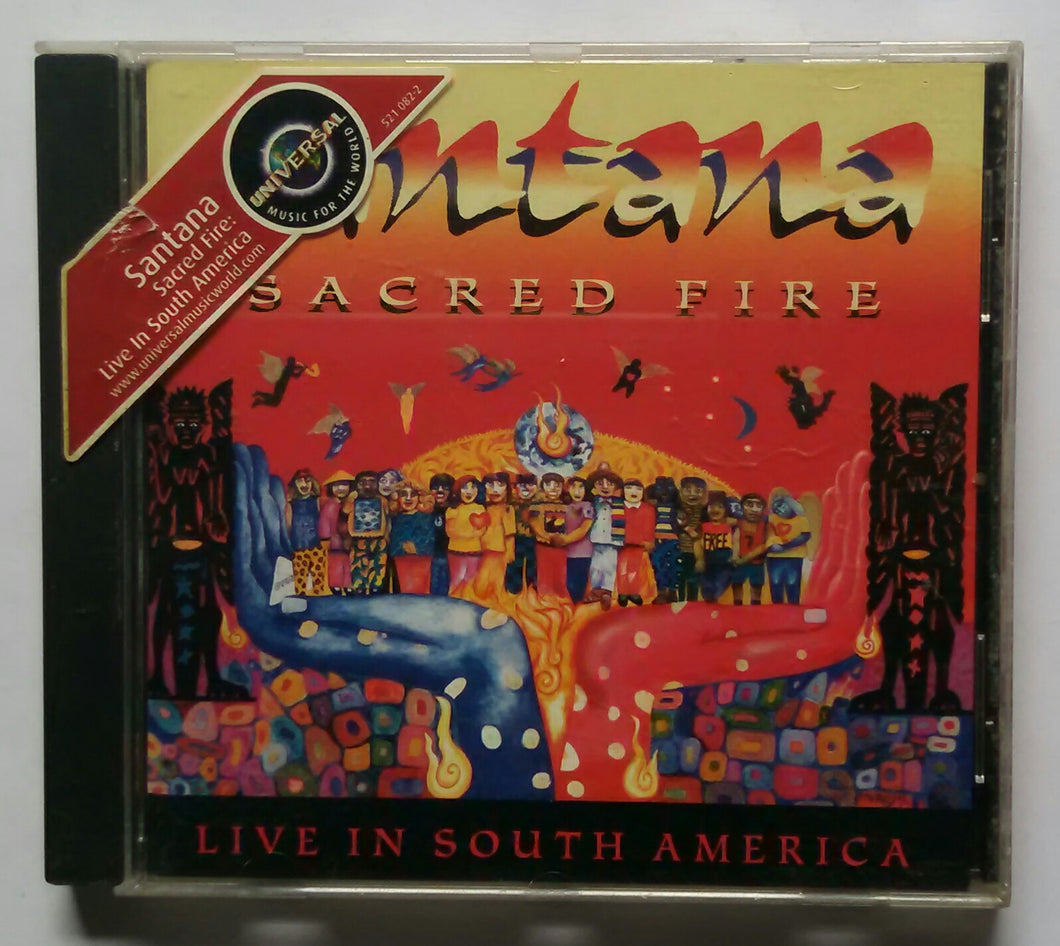 521 082-2
UNIVERSAL
MUSIC FOR THE WORLD
Santana
Sacred Fire:
Live In South America
www.universalmusicworld.com
ntana
SACRED FIRE
FREE
LIVE IN SOUTH AMERICA